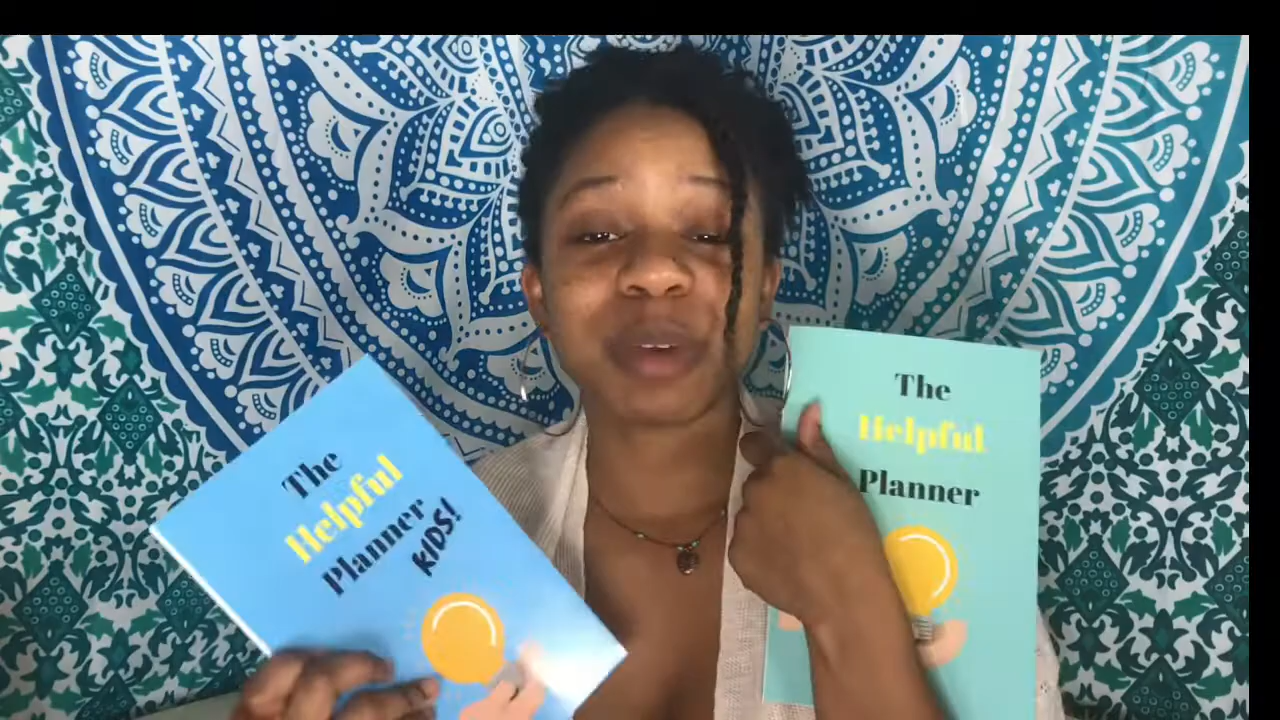 The
Helpful
Planner
KIDS!
The
Helpful
Planner